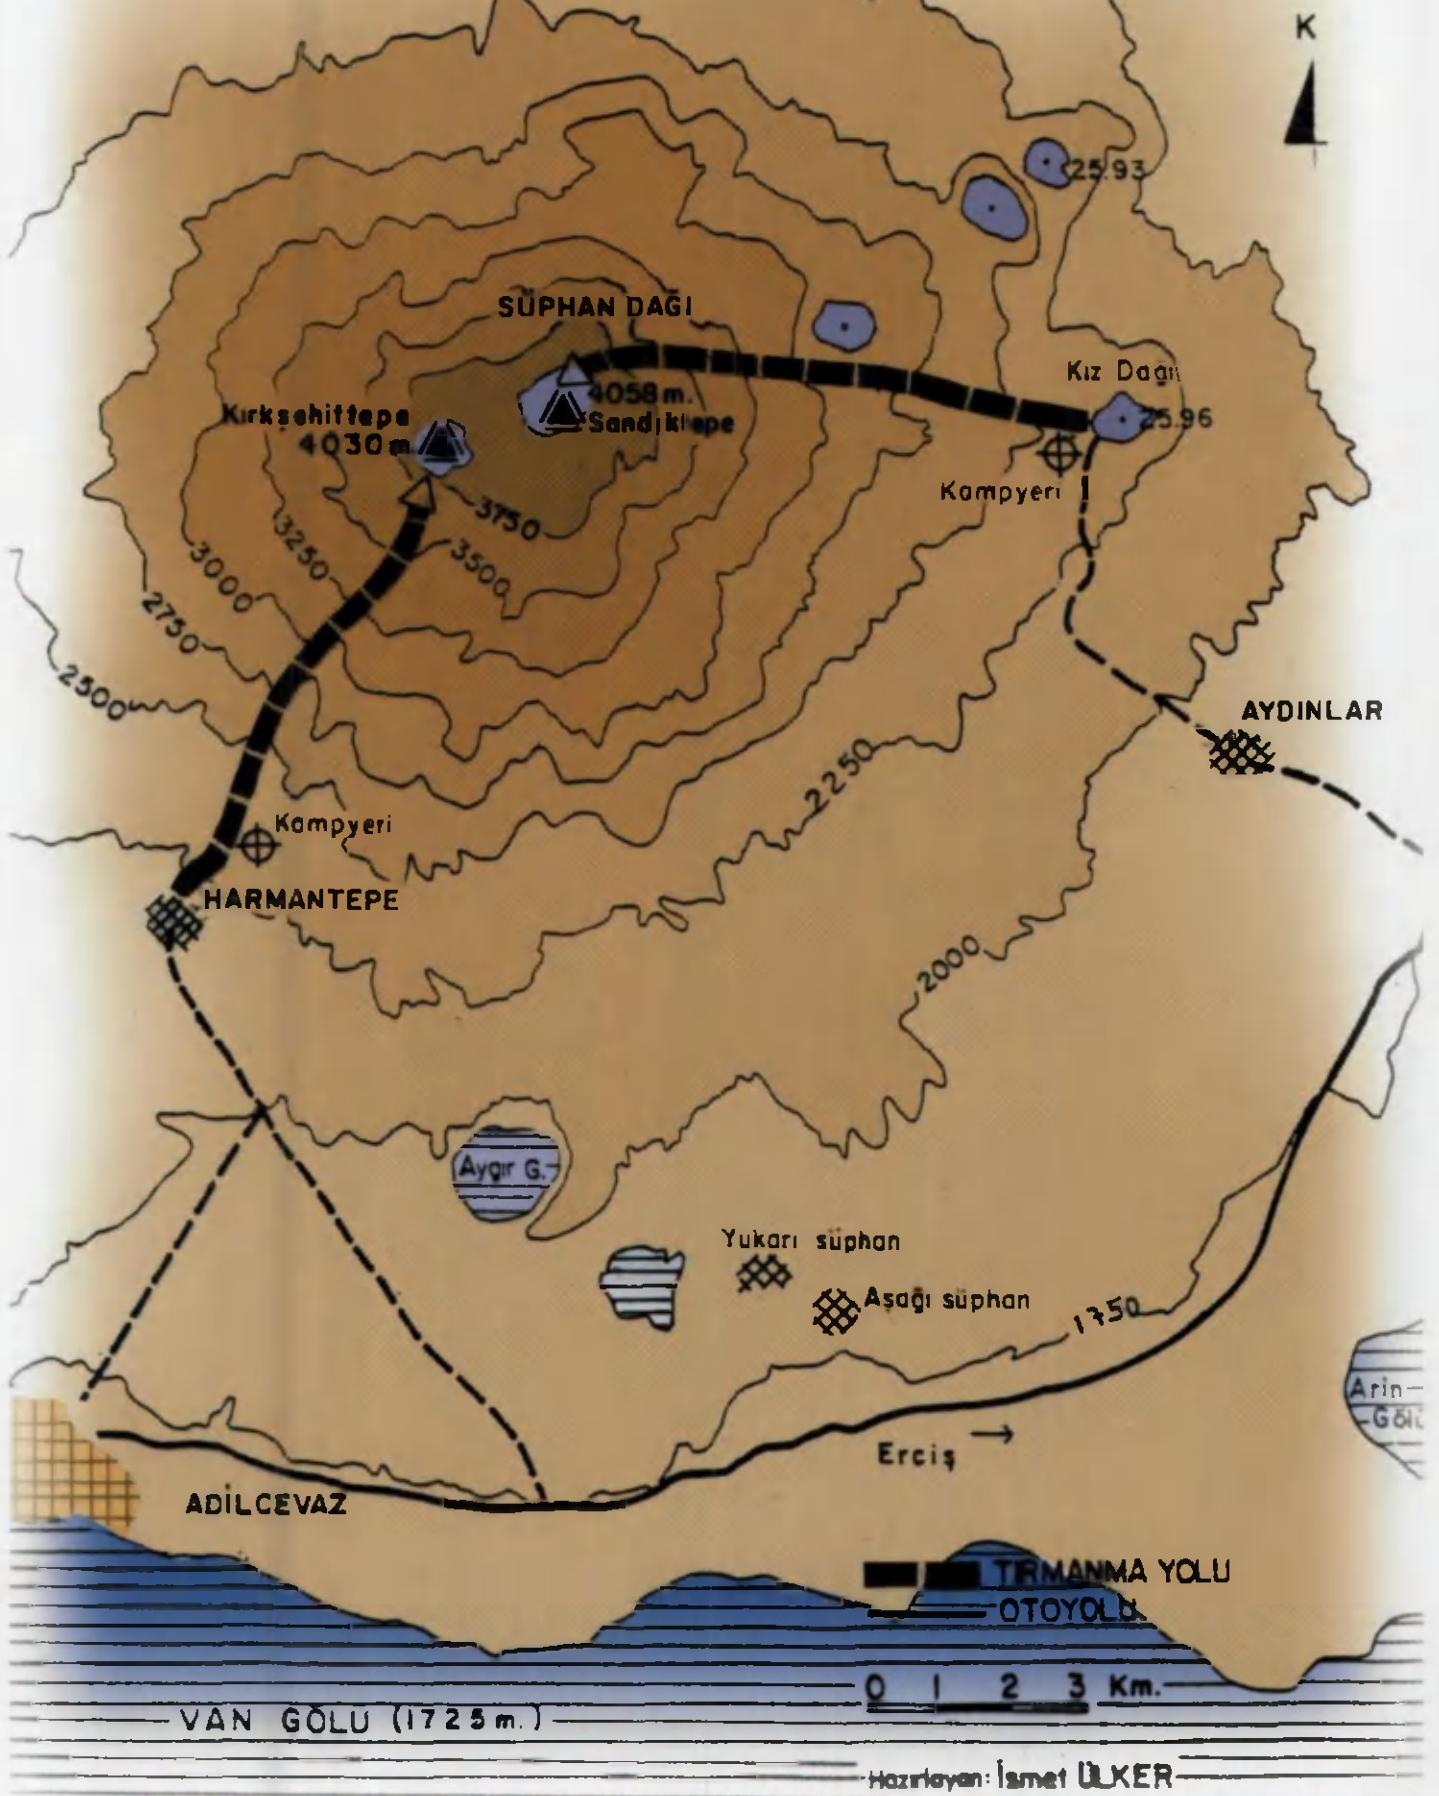 K
25.93
SÜPHAN DAĞI
Kız Dağı
4058 m.
Sandıktepe
Kırkşehittepe
4030 m.
25.96
Kampyeri
3750
3500
3250
3000
2750
2500
AYDINLAR
2250
Kampyeri
HARMANTEPE
2000
Aygır G.
Yukarı süphan
Aşağı süphan
1750
Arin
Gölü
Erciş
ADİLCEVAZ
TIRMANMA YOLU
OTOYOLU
0 1 2 3 Km.
VAN GÖLÜ (1725 m.)
Hazırlayan: İsmet ÜLKER